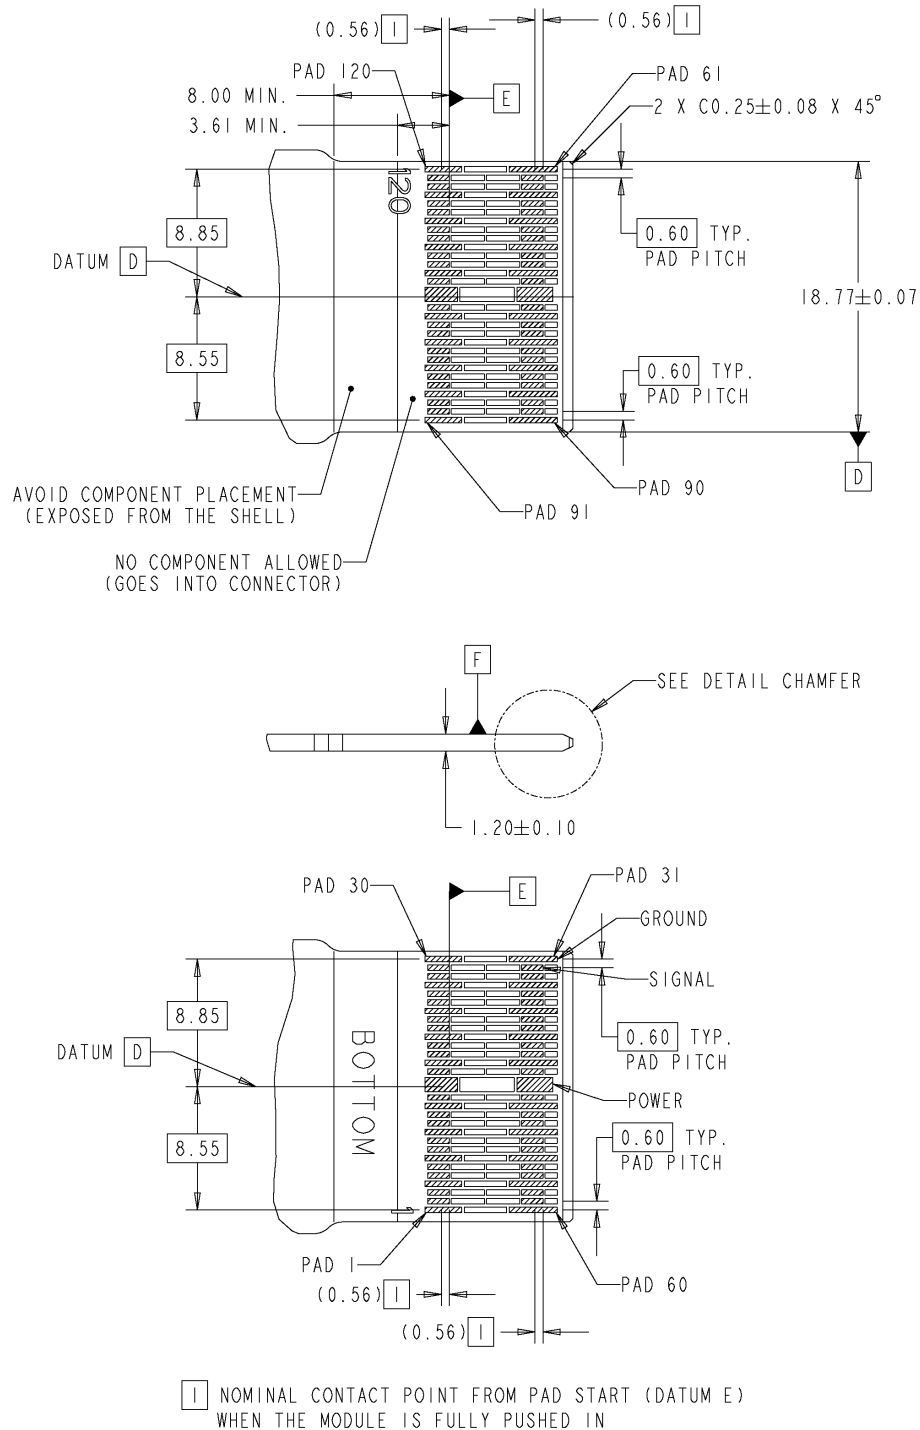 (0.56) 1
(0.56) 1
PAD 120
PAD 61
8.00 MIN.
E
2 X C0.25±0.08 X 45°
3.61 MIN.
120
8.85
0.60 TYP.
PAD PITCH
DATUM D
18.77±0.07
8.55
0.60 TYP.
PAD PITCH
D
AVOID COMPONENT PLACEMENT
(EXPOSED FROM THE SHELL)
PAD 90
PAD 91
NO COMPONENT ALLOWED
(GOES INTO CONNECTOR)
F
SEE DETAIL CHAMFER
1.20±0.10
PAD 30
E
PAD 31
GROUND
SIGNAL
8.85
BOTTOM
0.60 TYP.
PAD PITCH
DATUM D
POWER
8.55
0.60 TYP.
PAD PITCH
1
PAD 1
PAD 60
(0.56) 1
(0.56) 1
1 NOMINAL CONTACT POINT FROM PAD START (DATUM E)
WHEN THE MODULE IS FULLY PUSHED IN